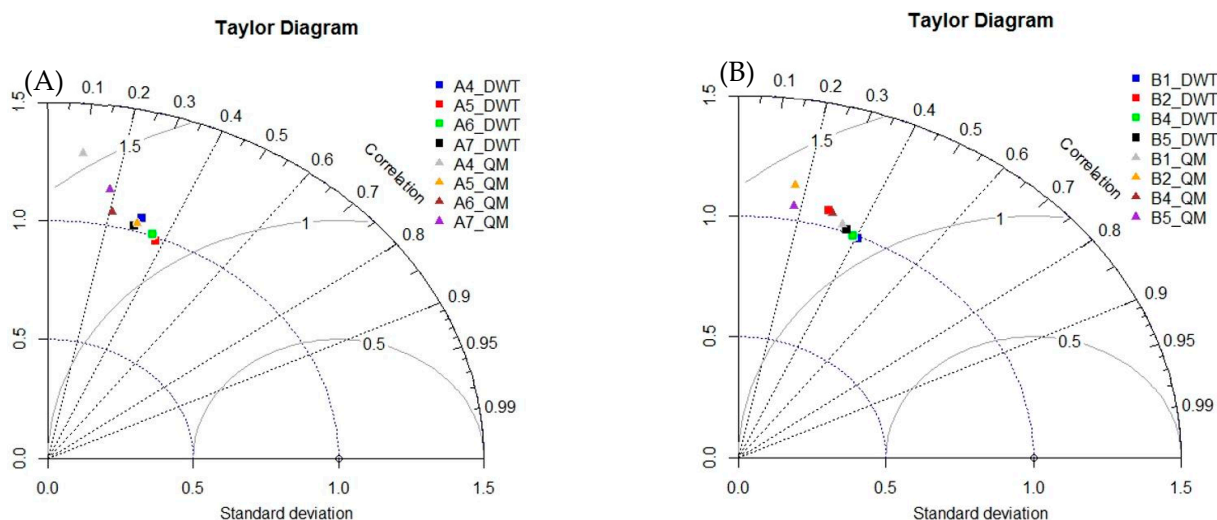 Taylor Diagram
(A)
A4_DWT
A5_DWT
A6_DWT
A7_DWT
A4_QM
A5_QM
A6_QM
A7_QM
Correlation
0.1 0.2 0.3 0.4 0.5 0.6 0.7 0.8 0.9 0.95 0.99
1.5
1.0
0.5
0.0
1.5
1
0.5
0.0 0.5 1.0 1.5
Standard deviation
Taylor Diagram
(B)
B1_DWT
B2_DWT
B4_DWT
B5_DWT
B1_QM
B2_QM
B4_QM
B5_QM
Correlation
0.1 0.2 0.3 0.4 0.5 0.6 0.7 0.8 0.9 0.95 0.99
1.5
1.0
0.5
0.0
1.5
1
0.5
0.0 0.5 1.0 1.5
Standard deviation